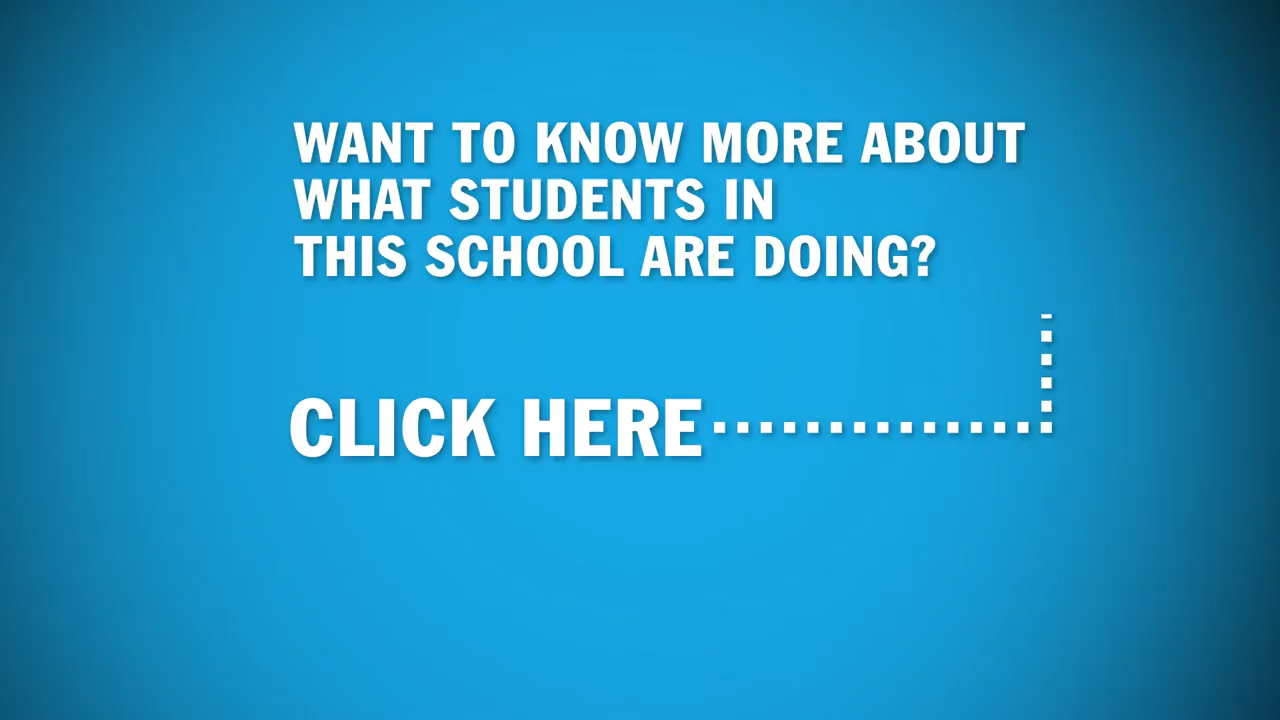 WANT TO KNOW MORE ABOUT
WHAT STUDENTS IN
THIS SCHOOL ARE DOING?
CLICK HERE